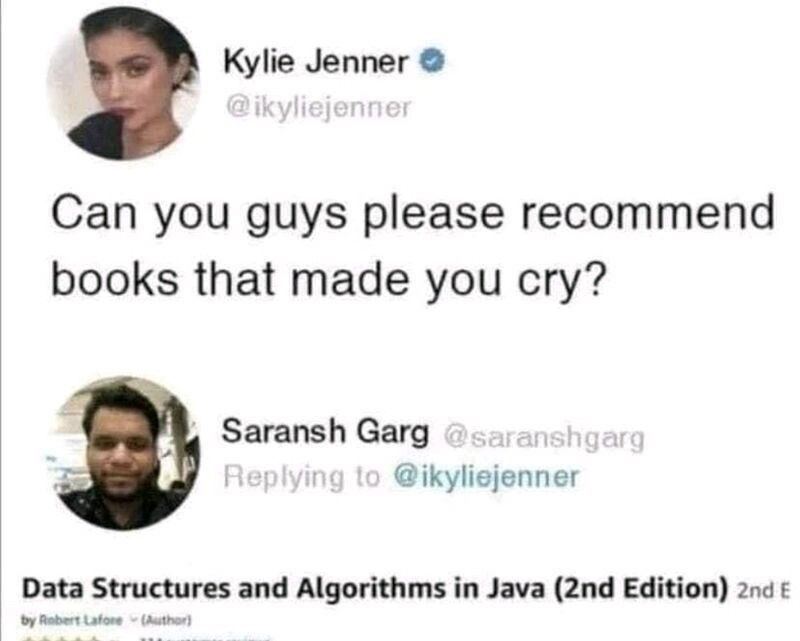 Kylie Jenner
@ikyliejenner
Can you guys please recommend
books that made you cry?
Saransh Garg @saranshgarg
Replying to @ikyliejenner
Data Structures and Algorithms in Java (2nd Edition) 2nd E
by Robert Lafore (Author)